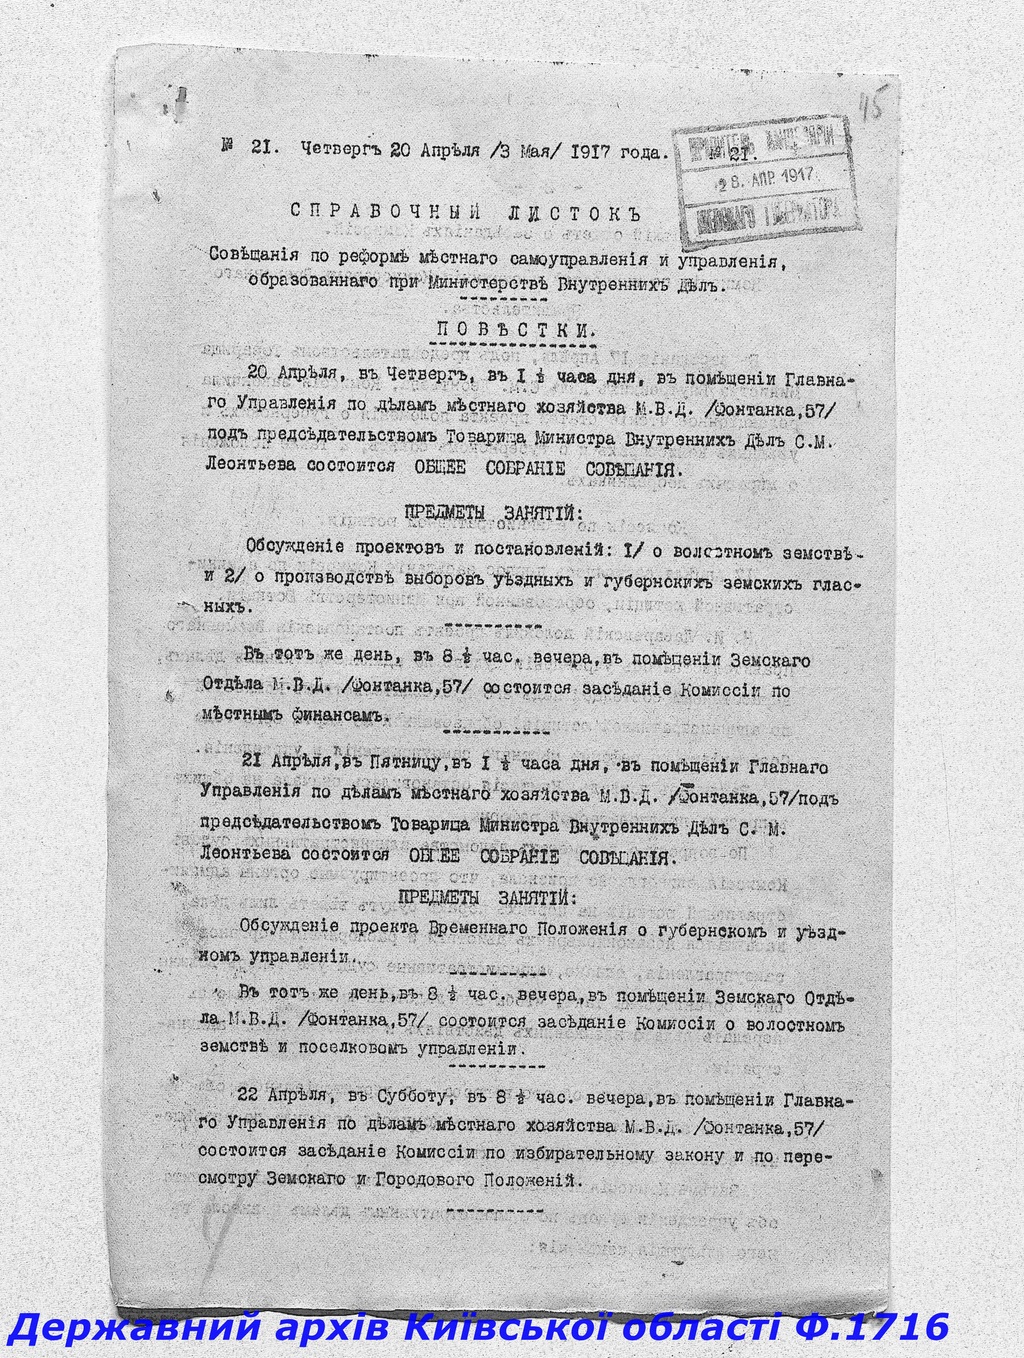 45
№ 21. Четвергъ 20 Апрѣля /3 Мая/ 1917 года. № 21.
28. АПР. 1917.
СПРАВОЧНЫЙ ЛИСТОКЪ
Совѣщанія по реформѣ мѣстнаго самоуправленія и управленія,
образованнаго при Министерствѣ Внутреннихъ Дѣлъ.
ПОВѢСТКИ.
20 Апрѣля, въ Четвергъ, въ 1 ½ часа дня, въ помѣщеніи Главна-
го Управленія по дѣламъ мѣстнаго хозяйства М.В.Д. /Фонтанка,57/
подъ предсѣдательствомъ Товарища Министра Внутреннихъ Дѣлъ С.М.
Леонтьева состоится ОБЩЕЕ СОБРАНІЕ СОВѢЩАНІЯ.
ПРЕДМЕТЫ ЗАНЯТІЙ:
Обсужденіе проектовъ и постановленій: 1/ о волостномъ земствѣ-
и 2/ о производствѣ выборовъ уѣздныхъ и губернскихъ земскихъ глас-
ныхъ.
Въ тотъ же день, въ 8 ½ час. вечера,въ помѣщеніи Земскаго
Отдѣла М.В.Д. /Фонтанка,57/ состоится засѣданіе Комиссіи по
мѣстнымъ финансамъ.
21 Апрѣля,въ Пятницу,въ 1 ½ часа дня, въ помѣщеніи Главнаго
Управленія по дѣламъ мѣстнаго хозяйства М.В.Д. /Фонтанка,57/подъ
предсѣдательствомъ Товарища Министра Внутреннихъ Дѣлъ С. М.
Леонтьева состоится ОБЩЕЕ СОБРАНІЕ СОВѢЩАНІЯ.
ПРЕДМЕТЫ ЗАНЯТІЙ:
Обсужденіе проекта Временнаго Положенія о губернскомъ и уѣзд-
номъ управленіи.
Въ тотъ же день,въ 8 ½ час. вечера,въ помѣщеніи Земскаго Отдѣ-
ла М.В.Д. /Фонтанка,57/ состоится засѣданіе Комиссіи о волостномъ
земствѣ и поселковомъ управленіи.
22 Апрѣля, въ Субботу, въ 8 ½ час. вечера,въ помѣщеніи Главна-
го Управленія по дѣламъ мѣстнаго хозяйства М.В.Д. /Фонтанка,57/
состоится засѣданіе Комиссіи по избирательному закону и по пере-
смотру Земскаго и Городового Положеній.
Державний архів Київської області Ф.1716